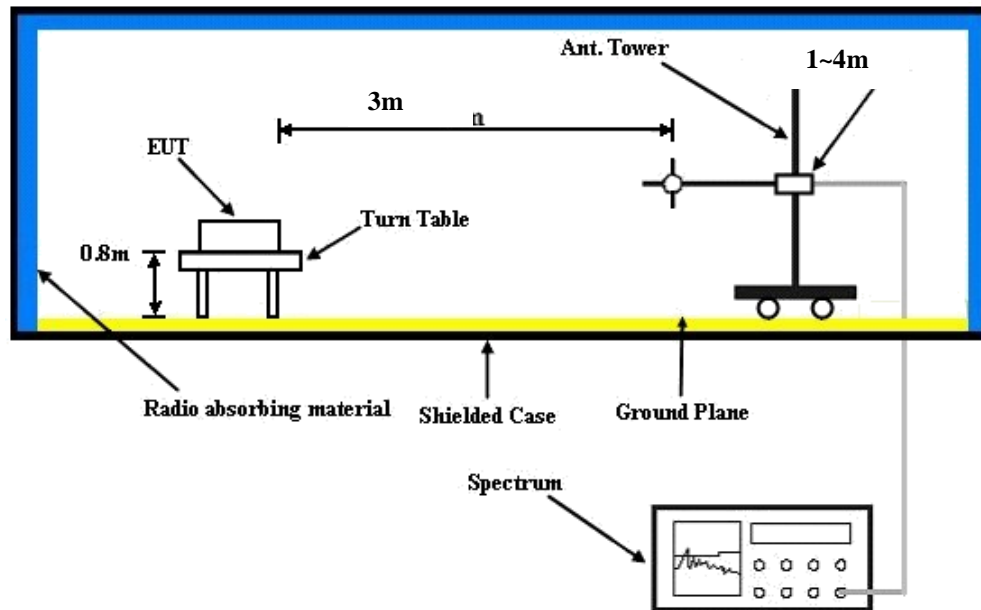 Ant. Tower
1~4m
3m
n
EUT
Turn Table
0.8m
Radio absorbing material
Shielded Case
Ground Plane
Spectrum